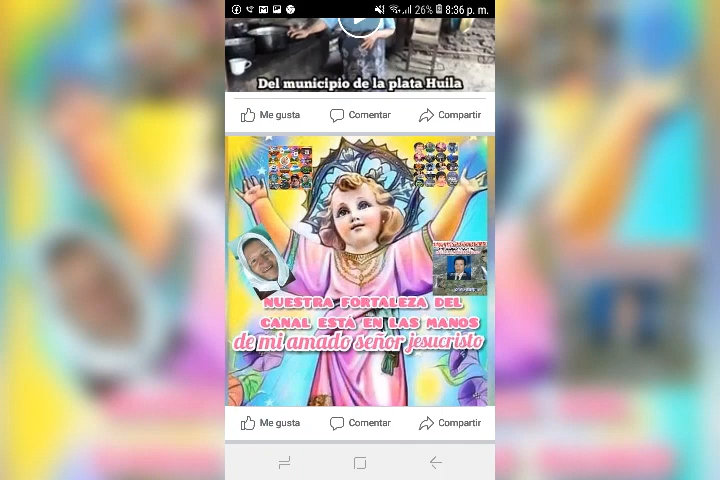 26% 8:36 p. m.
Del municipio de la plata Huila
Me gusta Comentar Compartir
NUESTRA FORTALEZA DEL
CANAL ESTÁ EN LAS MANOS
de mi amado señor jesucristo
Me gusta Comentar Compartir